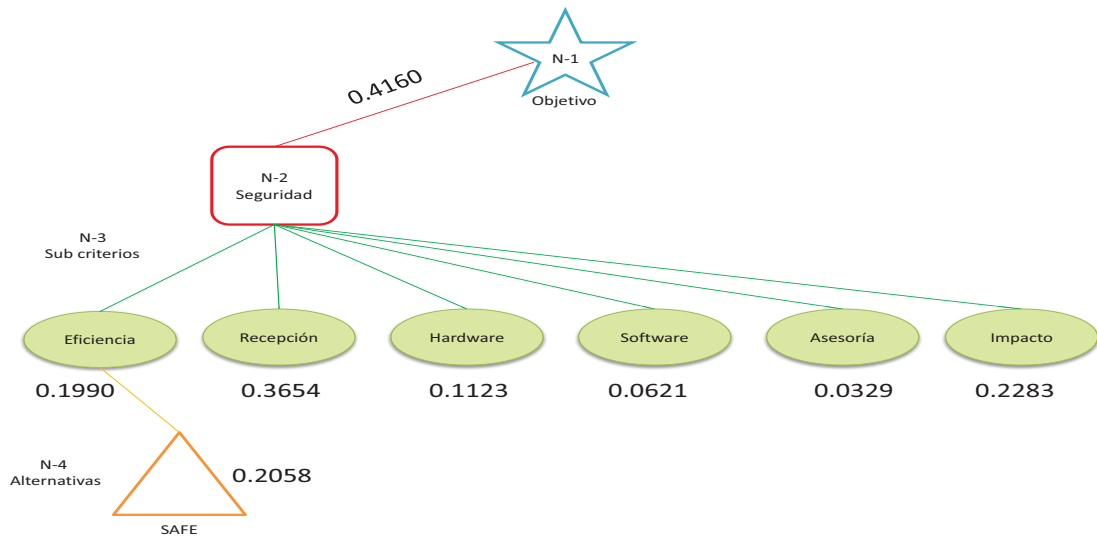 N-1
Objetivo
0.4160
N-2
Seguridad
N-3
Sub criterios
Eficiencia
Recepción
Hardware
Software
Asesoría
Impacto
0.1990
0.3654
0.1123
0.0621
0.0329
0.2283
N-4
Alternativas
0.2058
SAFE